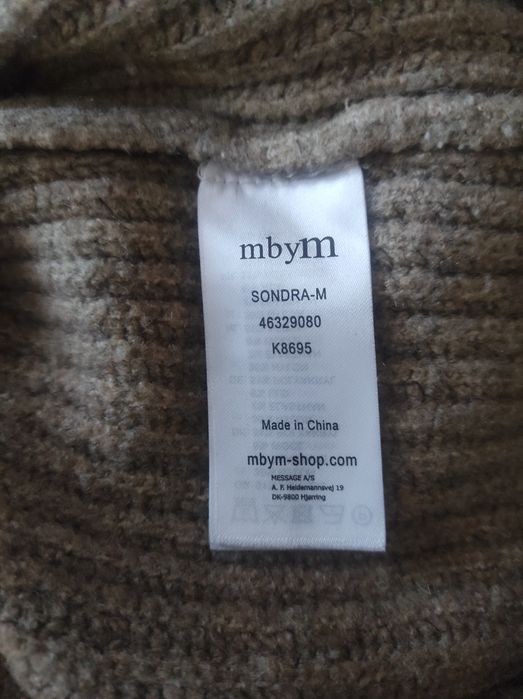 mbym
SONDRA-M
46329080
K8695
Made in China
mbym-shop.com
MESSAGE A/S
A. F. Heidemannsvej 19
DK-9800 Hjørring